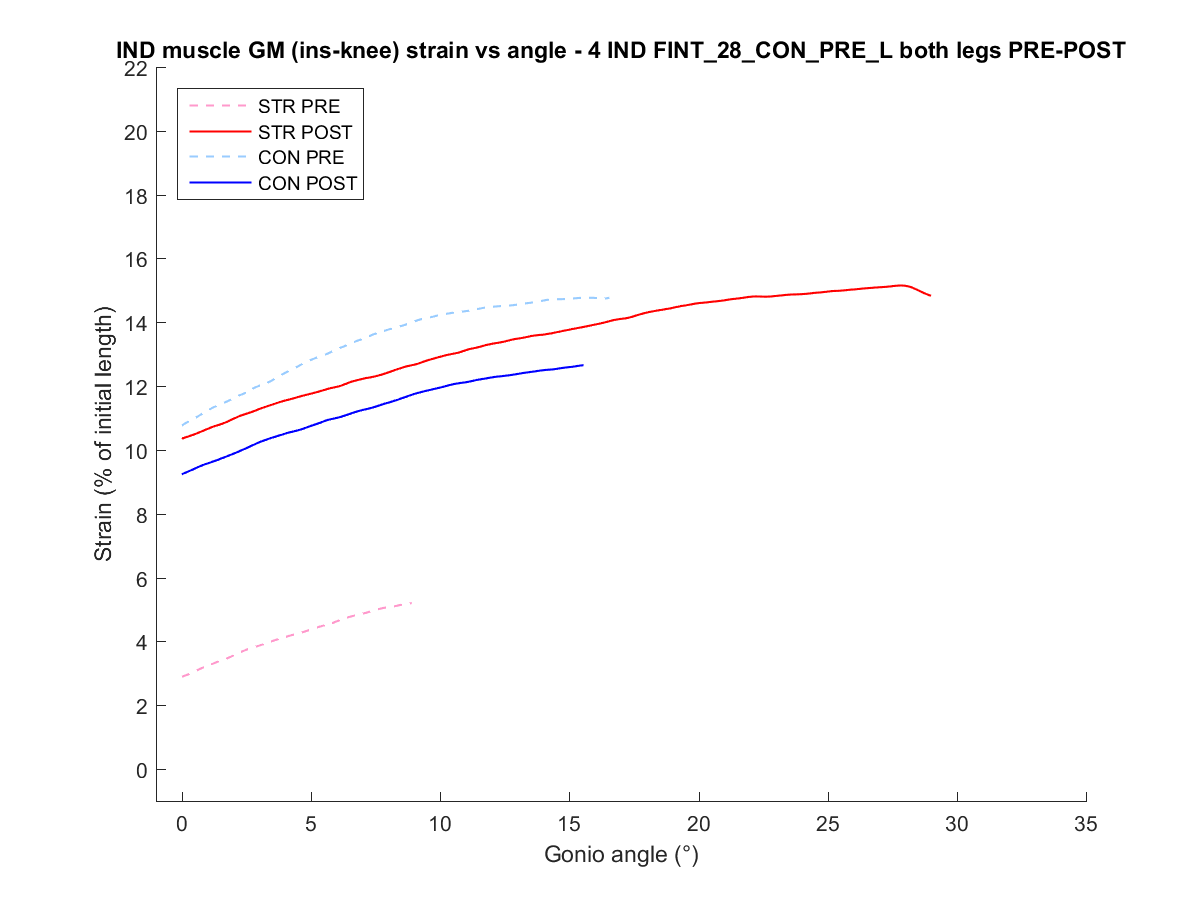 IND muscle GM (ins-knee) strain vs angle - 4 IND FINT_28_CON_PRE_L both legs PRE-POST
22
20
18
16
14
12
10
8
6
4
2
0
STR PRE
STR POST
CON PRE
CON POST
Strain (% of initial length)
0 5 10 15 20 25 30 35
Gonio angle (°)